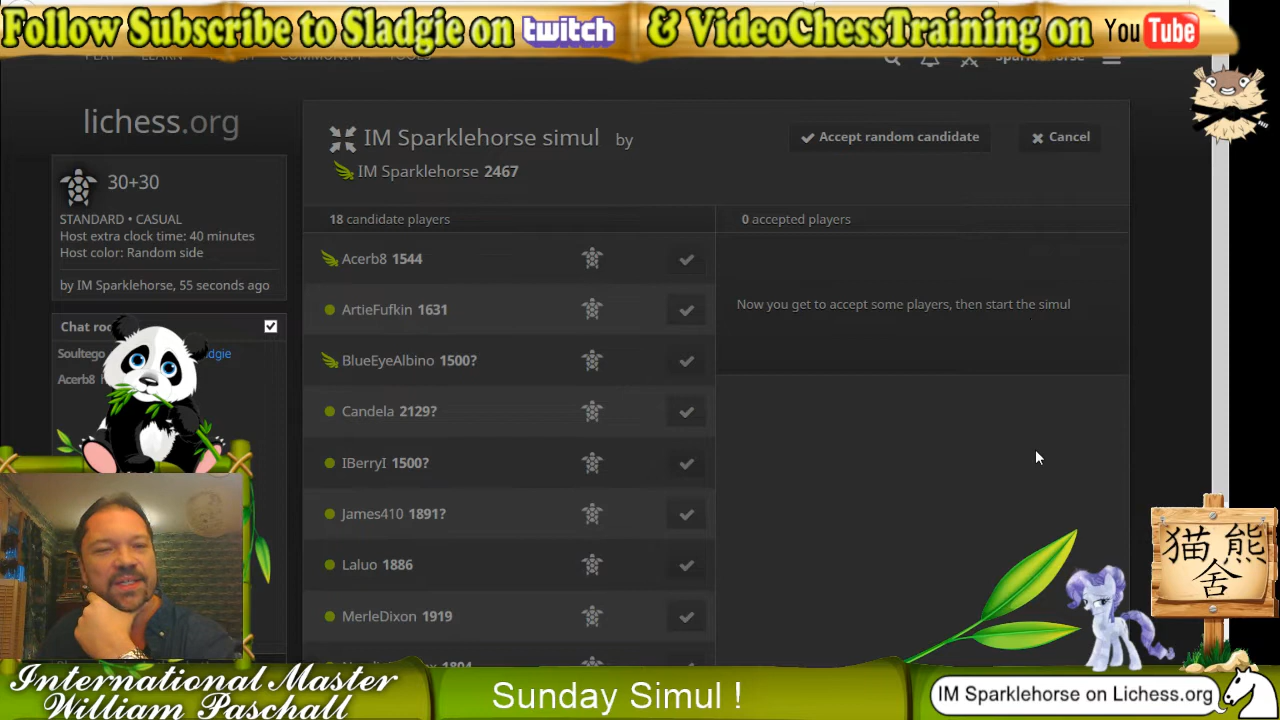 Follow Subscribe to Sladgie on twitch & VideoChessTraining on YouTube
Sparklehorse
lichess.org
IM Sparklehorse simul by
IM Sparklehorse 2467
Accept random candidate
Cancel
30+30
STANDARD • CASUAL
Host extra clock time: 40 minutes
Host color: Random side
by IM Sparklehorse, 55 seconds ago
18 candidate players
0 accepted players
Acerb8 1544
ArtieFufkin 1631
BlueEyeAlbino 1500?
Candela 2129?
IBerryI 1500?
James410 1891?
Laluo 1886
MerleDixon 1919
Now you get to accept some players, then start the simul
Chat
Soultego
Acerb8
猫熊
舍
International Master
William Paschall
Sunday Simul !
IM Sparklehorse on Lichess.org